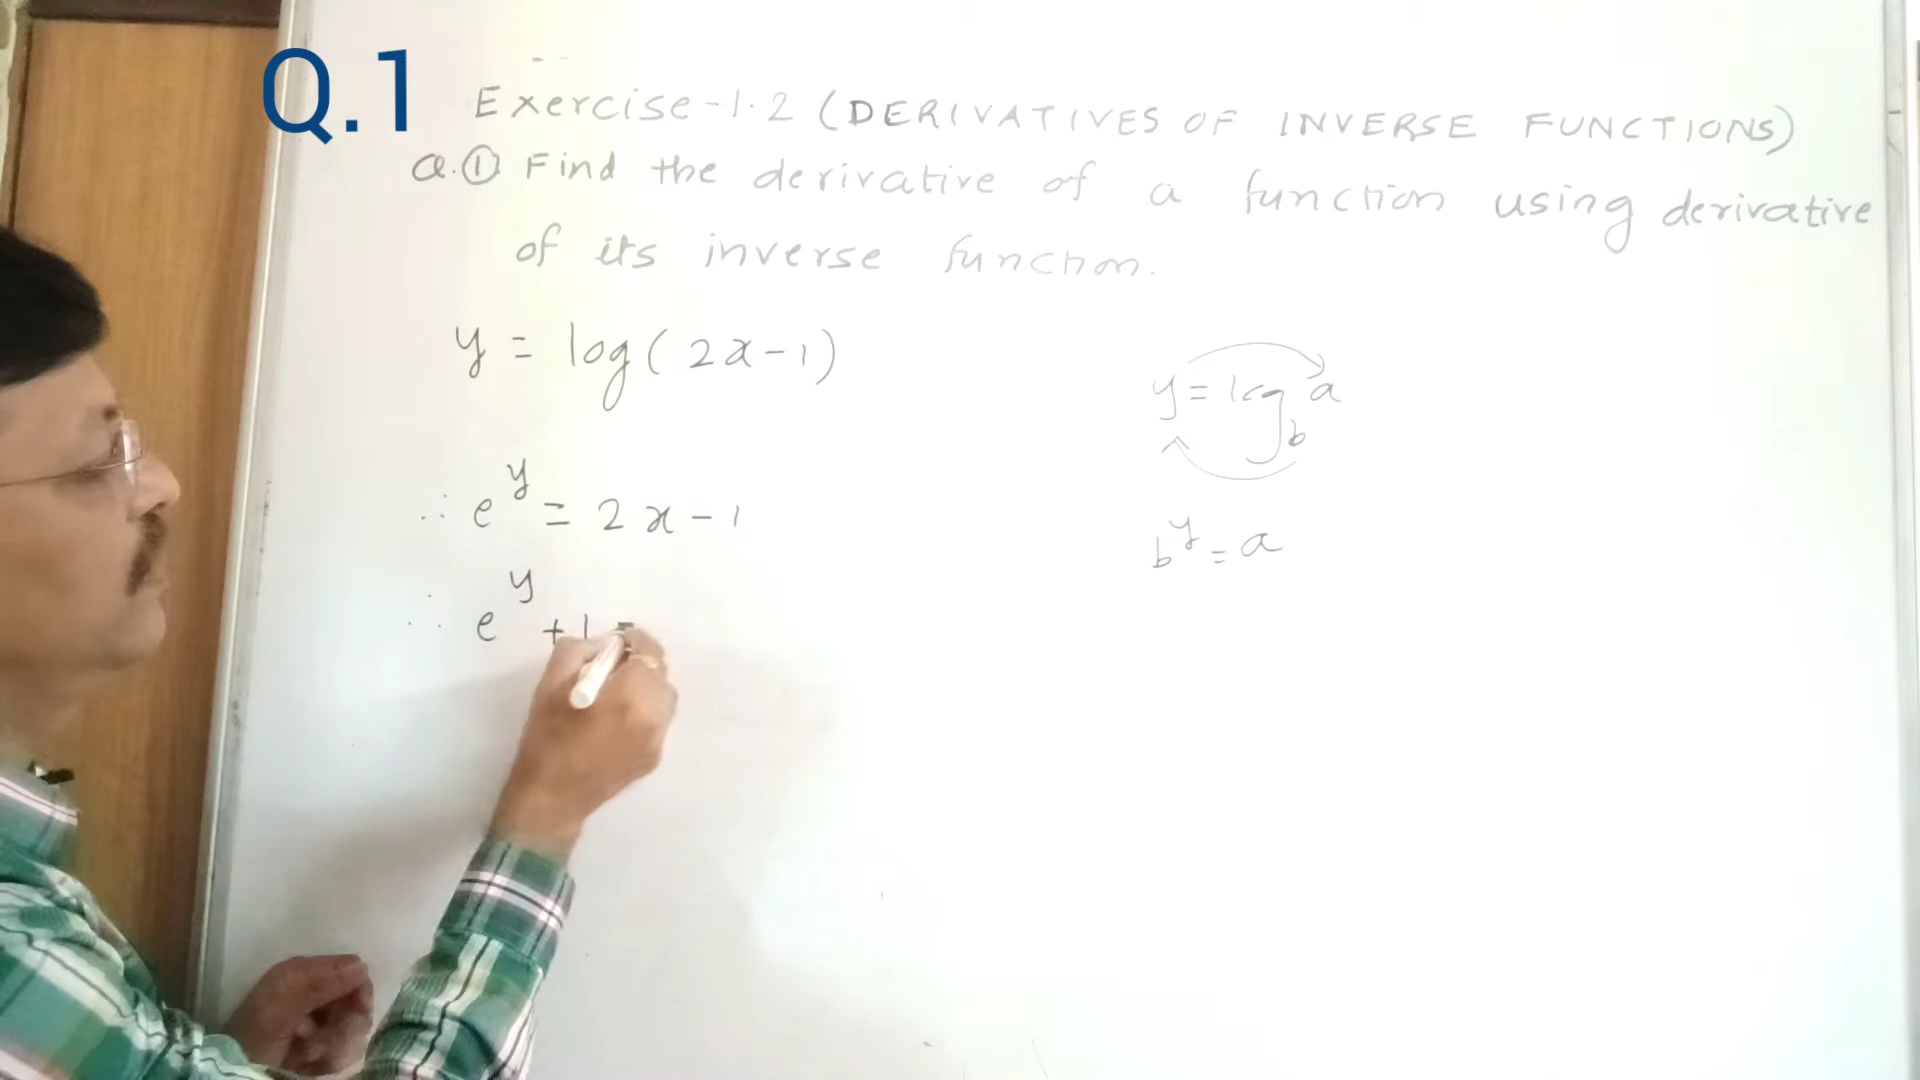 Q.1
Exercise-1.2 (DERIVATIVES OF INVERSE FUNCTIONS)
Q.① Find the derivative of a function using derivative
of its inverse function.
y = log(2x-1)
y = log_b a
∴ e^y = 2x-1
b^y = a
∴ e^y + 1 =